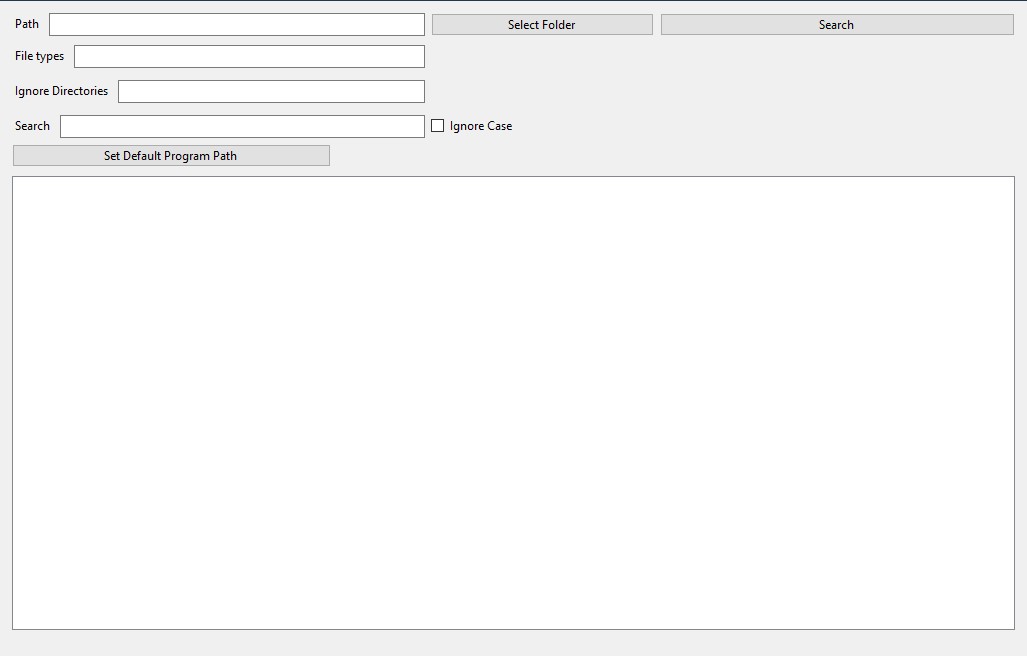 Path Select Folder Search
File types
Ignore Directories
Search Ignore Case
Set Default Program Path